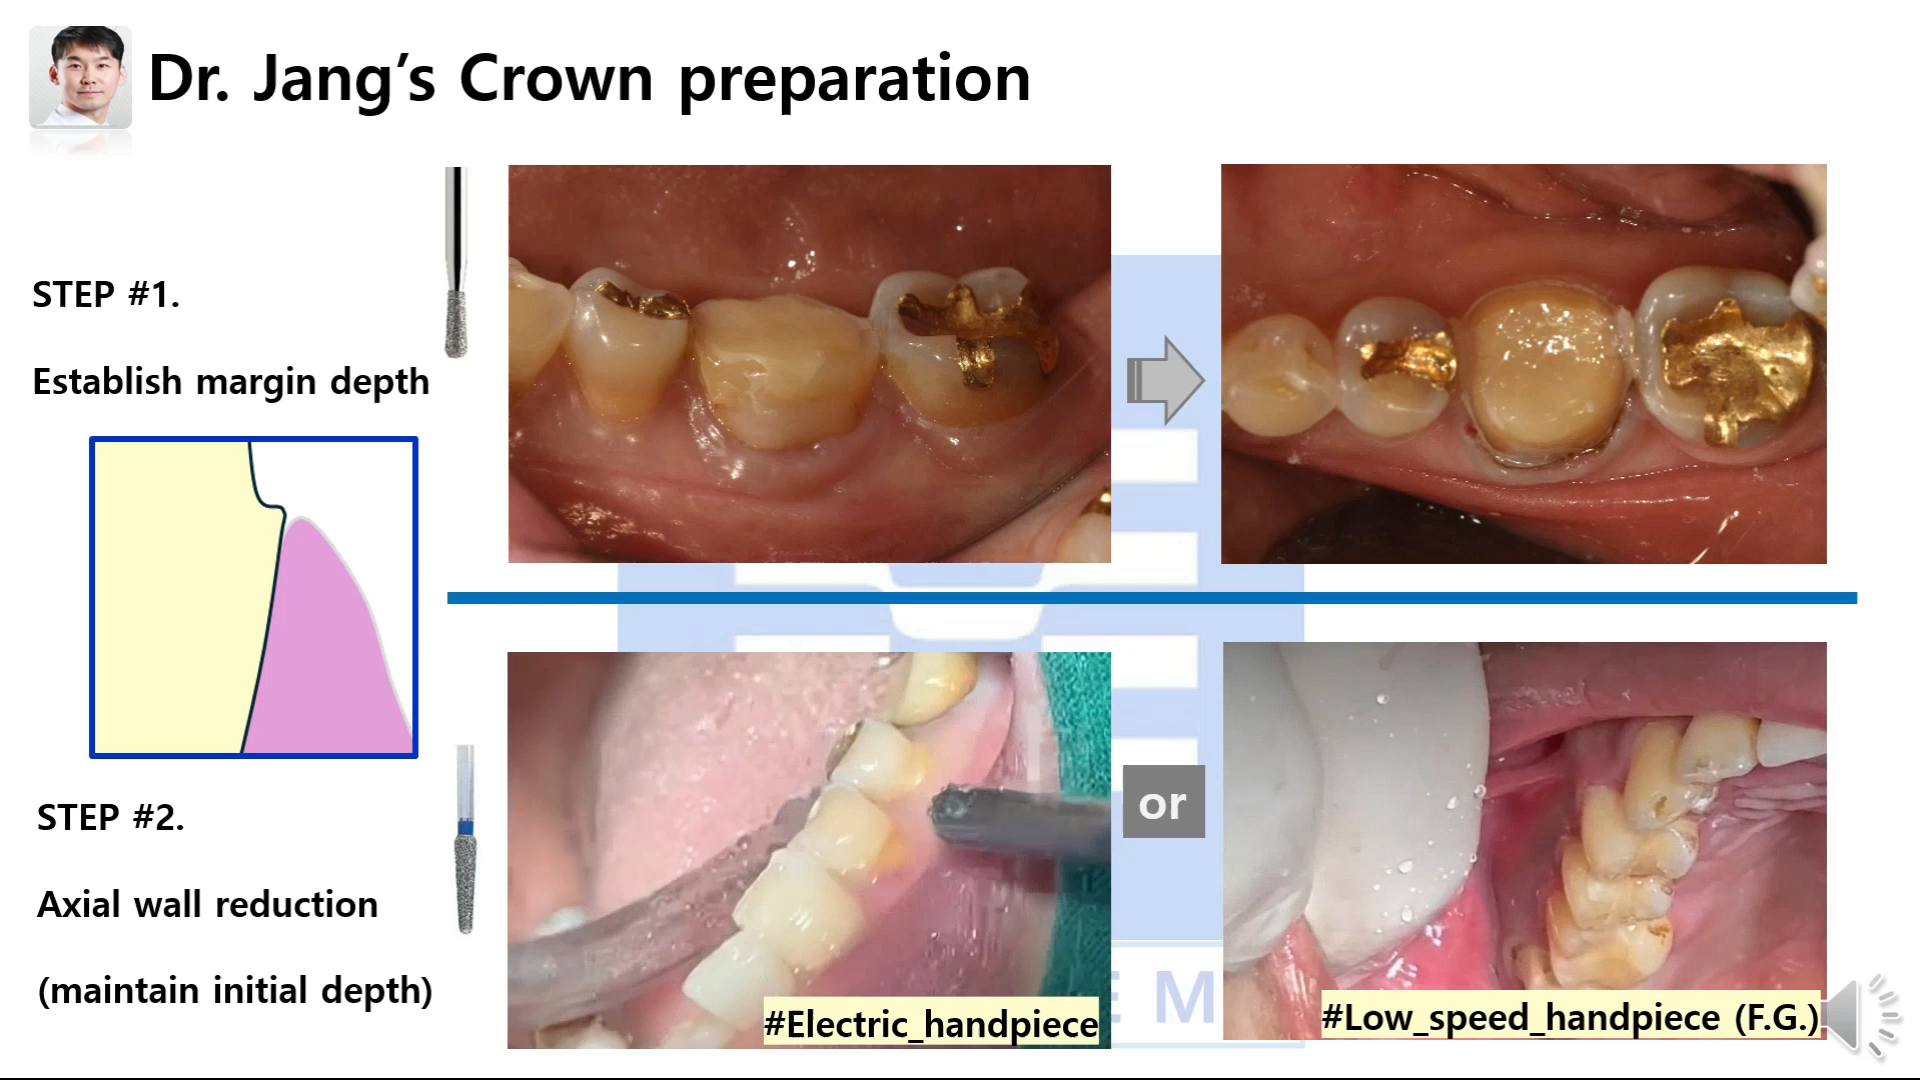 Dr. Jang’s Crown preparation
STEP #1.
Establish margin depth
STEP #2.
Axial wall reduction
(maintain initial depth)
or
#Electric_handpiece
E M
#Low_speed_handpiece (F.G.)